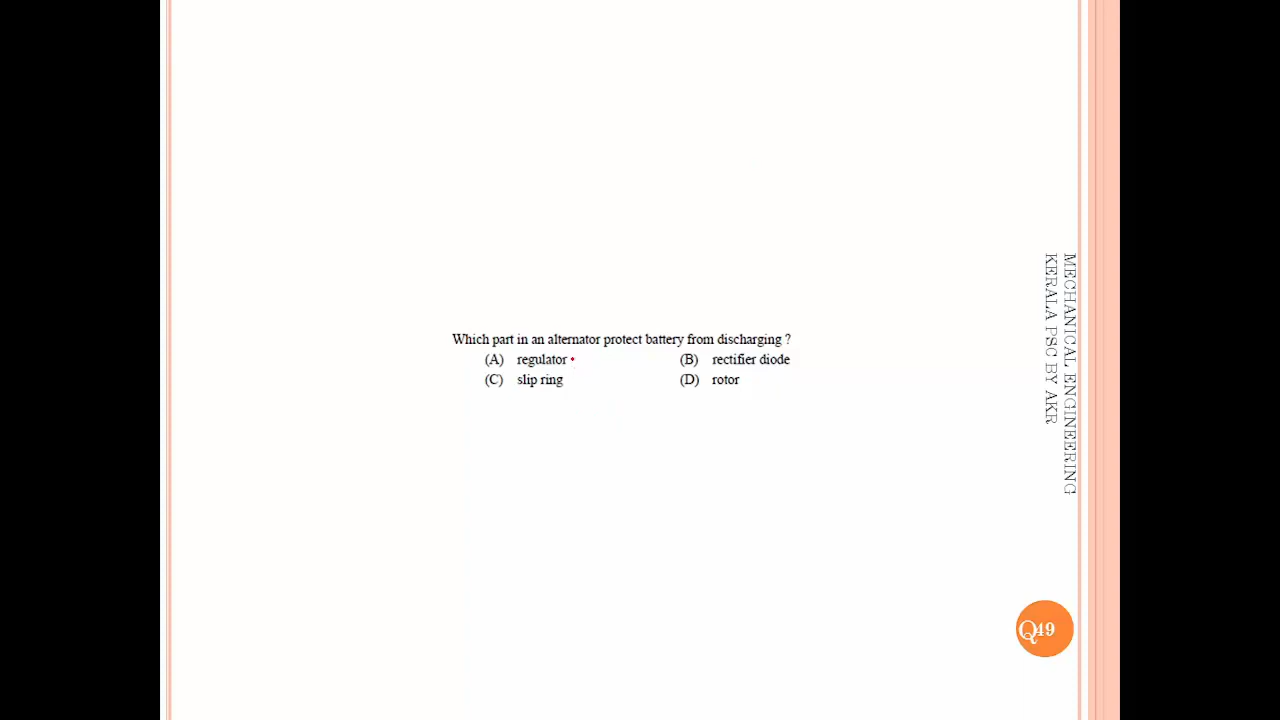 Which part in an alternator protect battery from discharging ?
(A) regulator (B) rectifier diode
(C) slip ring (D) rotor
MECHANICAL ENGINEERING
KERALA PSC BY AKR
Q49